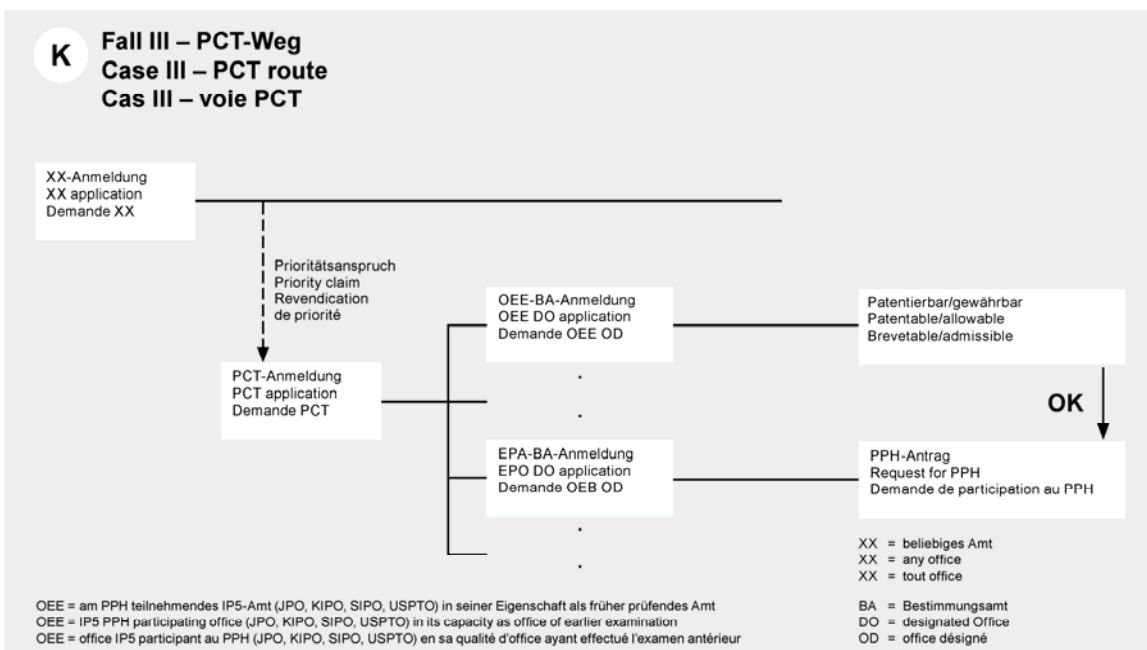 K
Fall III – PCT-Weg
Case III – PCT route
Cas III – voie PCT
XX-Anmeldung
XX application
Demande XX
Prioritätsanspruch
Priority claim
Revendication
de priorité
PCT-Anmeldung
PCT application
Demande PCT
OEE-BA-Anmeldung
OEE DO application
Demande OEE OD
.
.
EPA-BA-Anmeldung
EPO DO application
Demande OEB OD
.
.
Patentierbar/gewährbar
Patentable/allowable
Brevetable/admissible
OK
PPH-Antrag
Request for PPH
Demande de participation au PPH
XX = beliebiges Amt
XX = any office
XX = tout office
OEE = am PPH teilnehmendes IP5-Amt (JPO, KIPO, SIPO, USPTO) in seiner Eigenschaft als früher prüfendes Amt
OEE = IP5 PPH participating office (JPO, KIPO, SIPO, USPTO) in its capacity as office of earlier examination
OEE = office IP5 participant au PPH (JPO, KIPO, SIPO, USPTO) en sa qualité d'office ayant effectué l'examen antérieur
BA = Bestimmungsamt
DO = designated Office
OD = office désigné